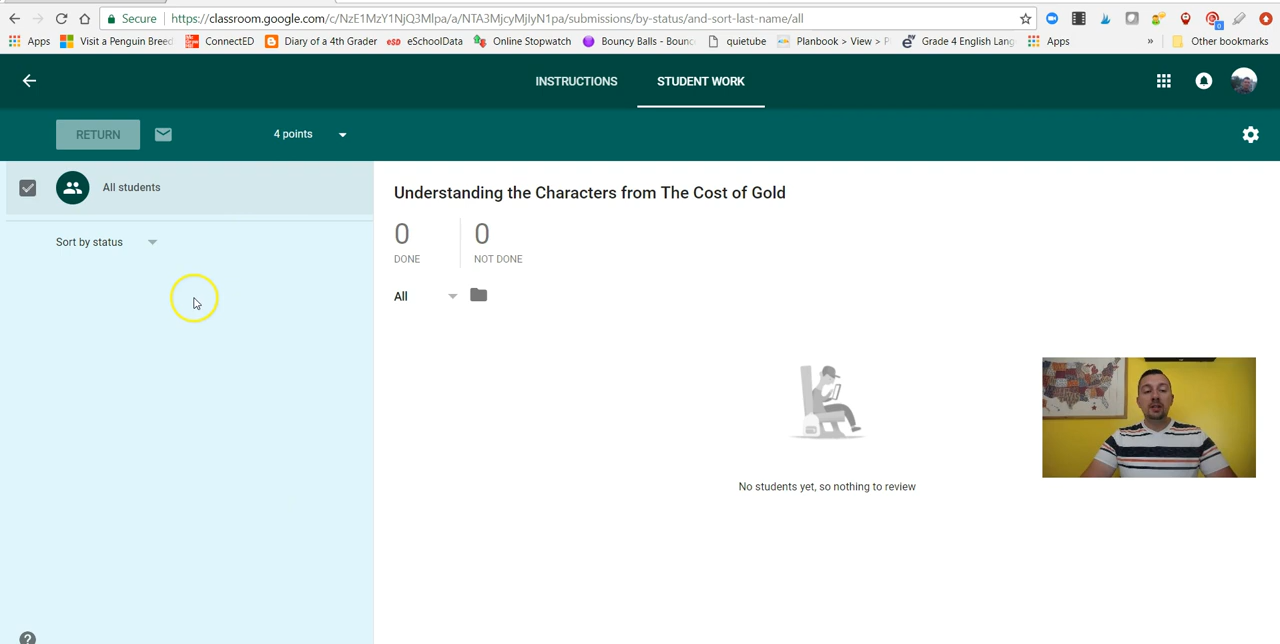 Secure https://classroom.google.com/c/NzE1MzY1NjQ3Mlpa/a/NTA3MjcyMjlyN1pa/submissions/by-status/and-sort-last-name/all
Apps Visit a Penguin Breed ConnectED Diary of a 4th Grader esD eSchoolData Online Stopwatch Bouncy Balls - Bounc quietube Planbook > View > P Grade 4 English Lang Apps » Other bookmarks
INSTRUCTIONS STUDENT WORK
RETURN 4 points
All students
Understanding the Characters from The Cost of Gold
0 0
DONE NOT DONE
Sort by status
All
No students yet, so nothing to review
?